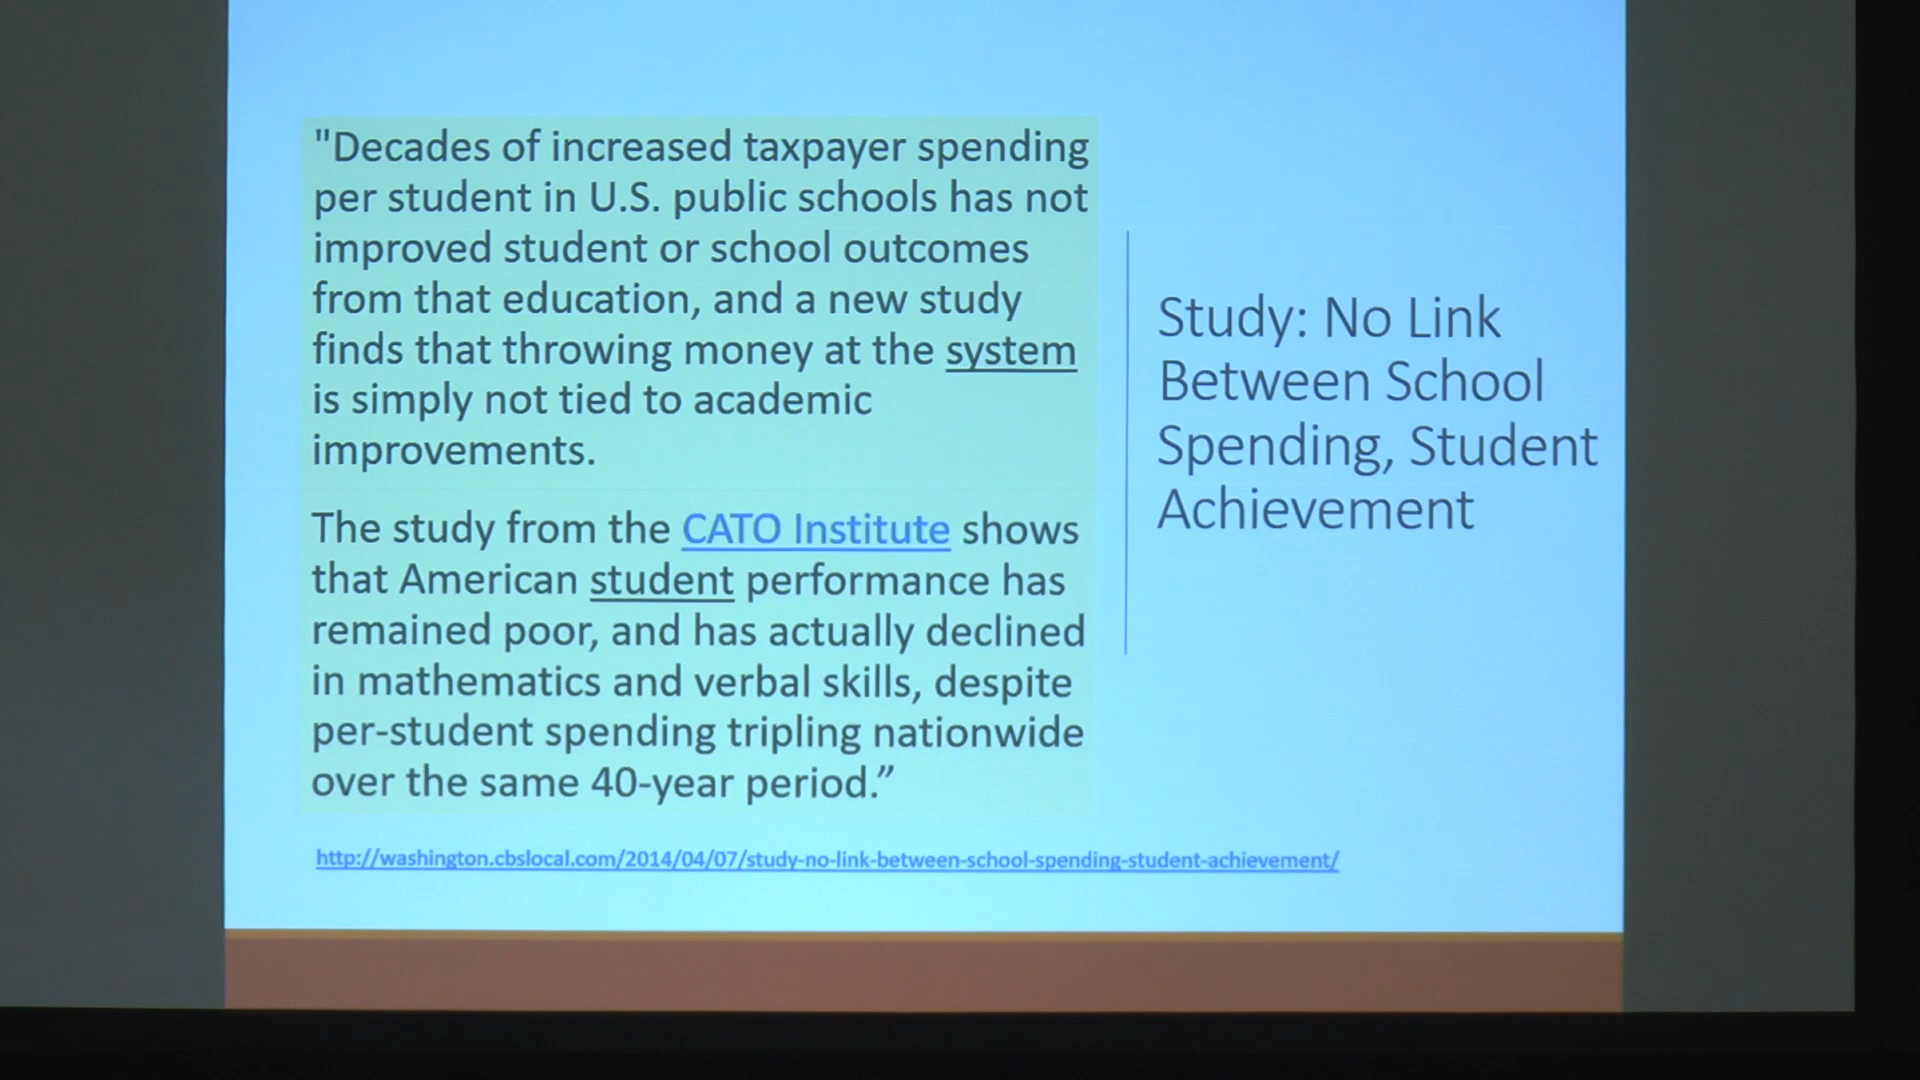 "Decades of increased taxpayer spending
per student in U.S. public schools has not
improved student or school outcomes
from that education, and a new study
finds that throwing money at the system
is simply not tied to academic
improvements.
The study from the CATO Institute shows
that American student performance has
remained poor, and has actually declined
in mathematics and verbal skills, despite
per-student spending tripling nationwide
over the same 40-year period.”
http://washington.cbslocal.com/2014/04/07/study-no-link-between-school-spending-student-achievement/
Study: No Link
Between School
Spending, Student
Achievement